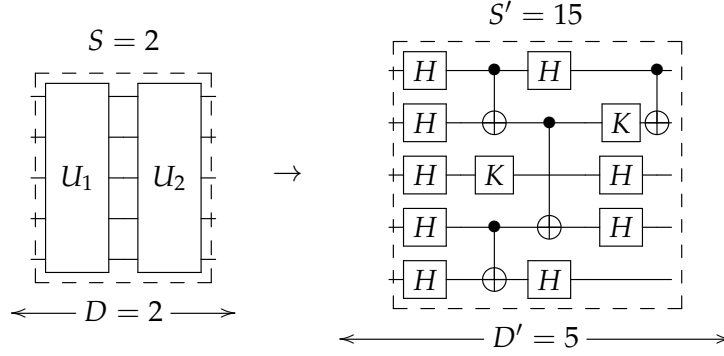 S = 2
U₁ U₂
D = 2
→
S′ = 15
H H
H K
H K H
H H
H H
D′ = 5